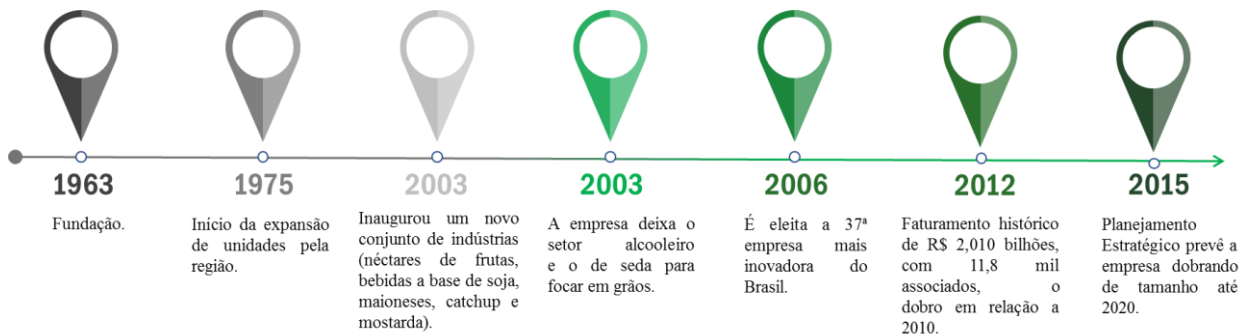 1963
Fundação.
1975
Início da expansão
de unidades pela
região.
2003
Inaugurou um novo
conjunto de indústrias
(néctares de frutas,
bebidas a base de soja,
maioneses, catchup e
mostarda).
2003
A empresa deixa o
setor alcooleiro
e o de seda para
focar em grãos.
2006
É eleita a 37ª
empresa mais
inovadora do
Brasil.
2012
Faturamento histórico
de R$ 2,010 bilhões,
com 11,8 mil
associados, o
dobro em relação a
2010.
2015
Planejamento
Estratégico prevê a
empresa dobrando
de tamanho até
2020.